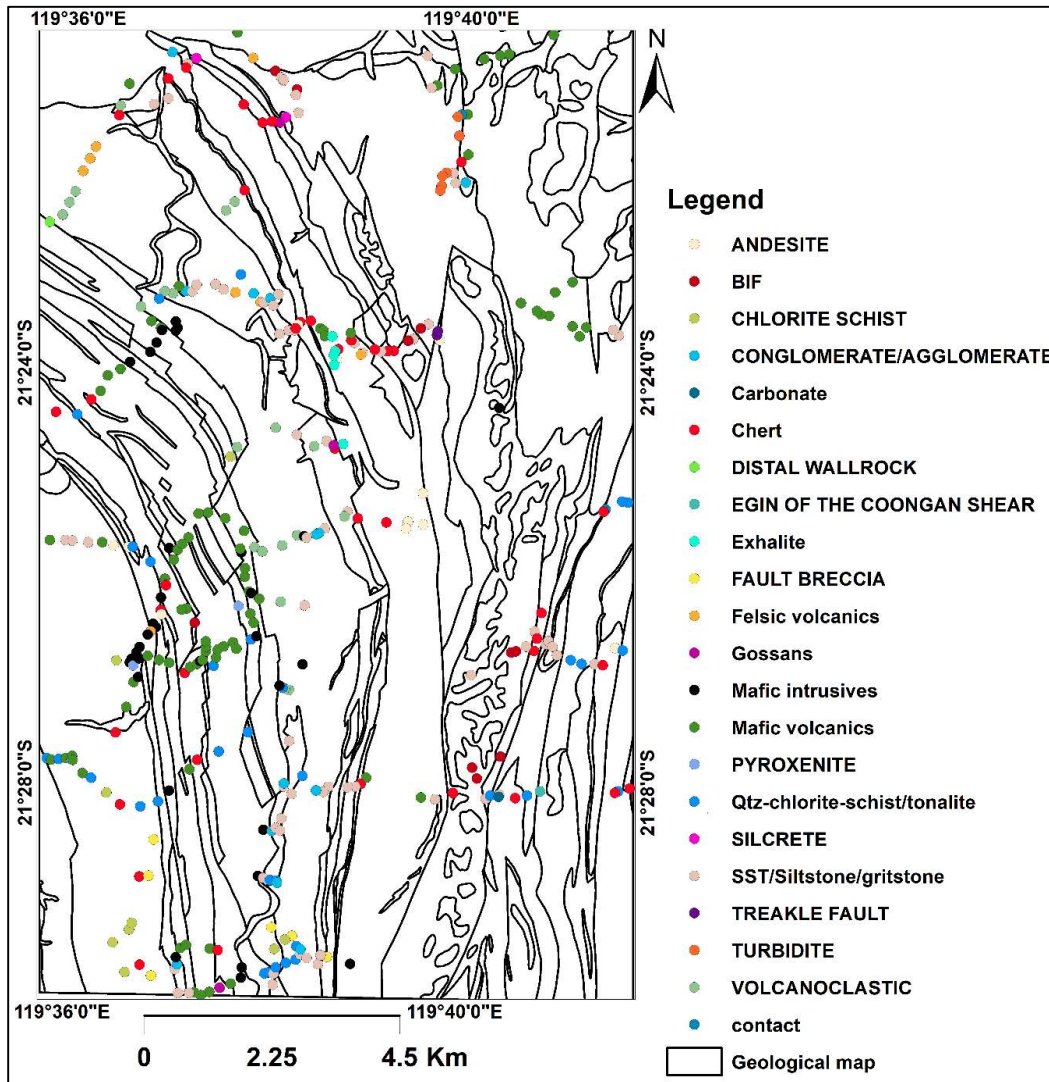 119°36'0"E
119°40'0"E
N
21°24'0"S
21°24'0"S
21°28'0"S
21°28'0"S
119°36'0"E
119°40'0"E
0
2.25
4.5 Km
Legend
ANDESITE
BIF
CHLORITE SCHIST
CONGLOMERATE/AGGLOMERATE
Carbonate
Chert
DISTAL WALLROCK
EGIN OF THE COONGAN SHEAR
Exhalite
FAULT BRECCIA
Felsic volcanics
Gossans
Mafic intrusives
Mafic volcanics
PYROXENITE
Qtz-chlorite-schist/tonalite
SILCRETE
SST/Siltstone/gritstone
TREAKLE FAULT
TURBIDITE
VOLCANOCLASTIC
contact
Geological map